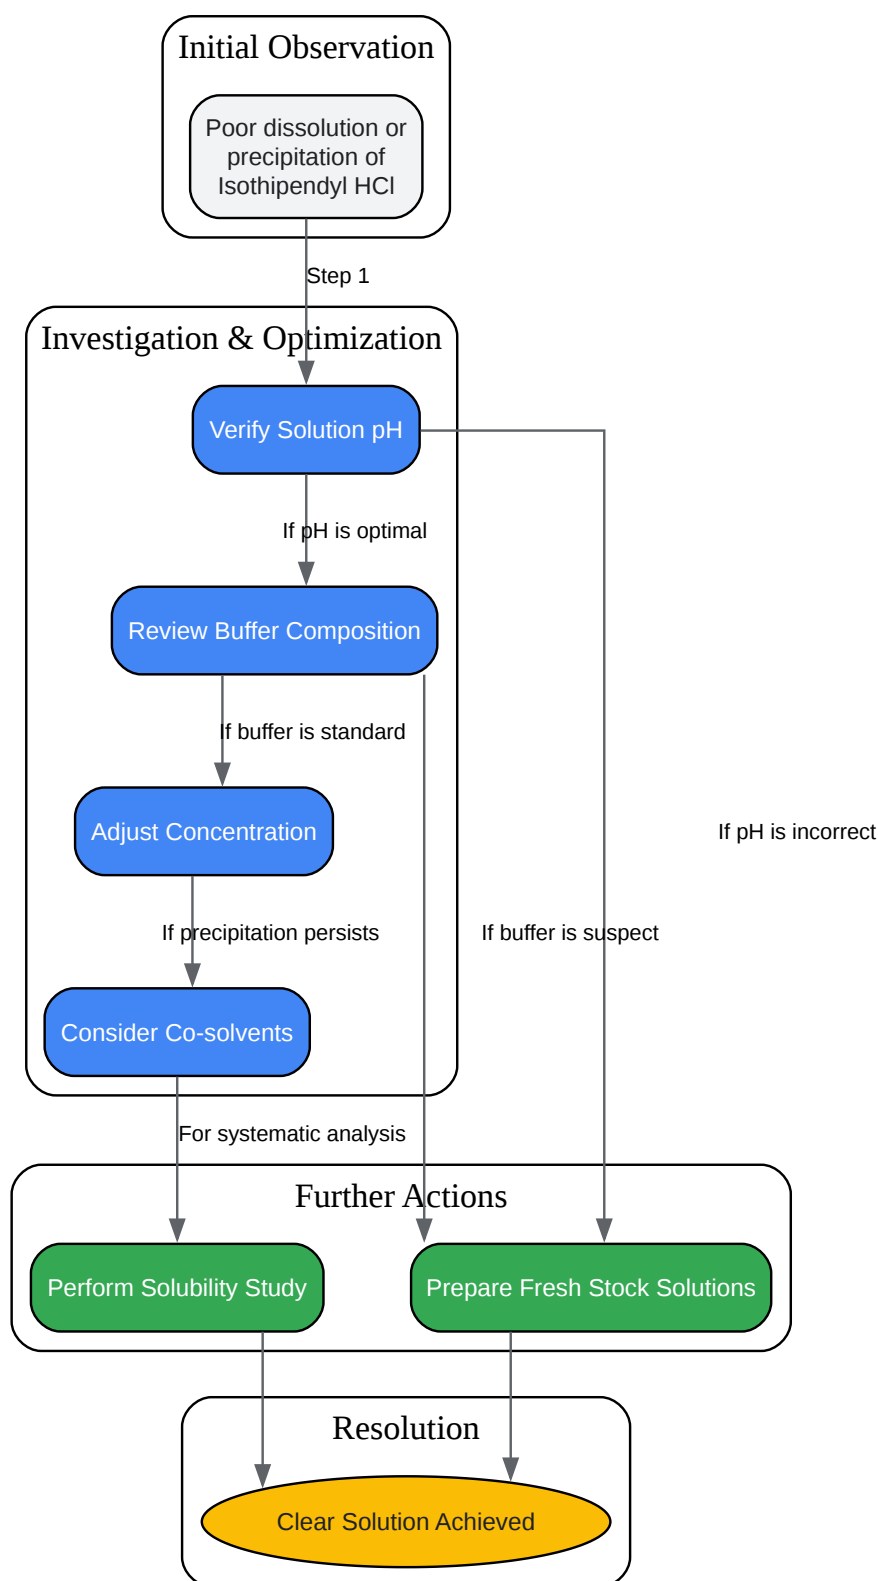 Initial Observation
Poor dissolution or
precipitation of
Isothipendyl HCl
Step 1
Investigation & Optimization
Verify Solution pH
If pH is optimal
Review Buffer Composition
If buffer is standard
Adjust Concentration
If pH is incorrect
If precipitation persists
If buffer is suspect
Consider Co-solvents
For systematic analysis
Further Actions
Perform Solubility Study
Prepare Fresh Stock Solutions
Resolution
Clear Solution Achieved